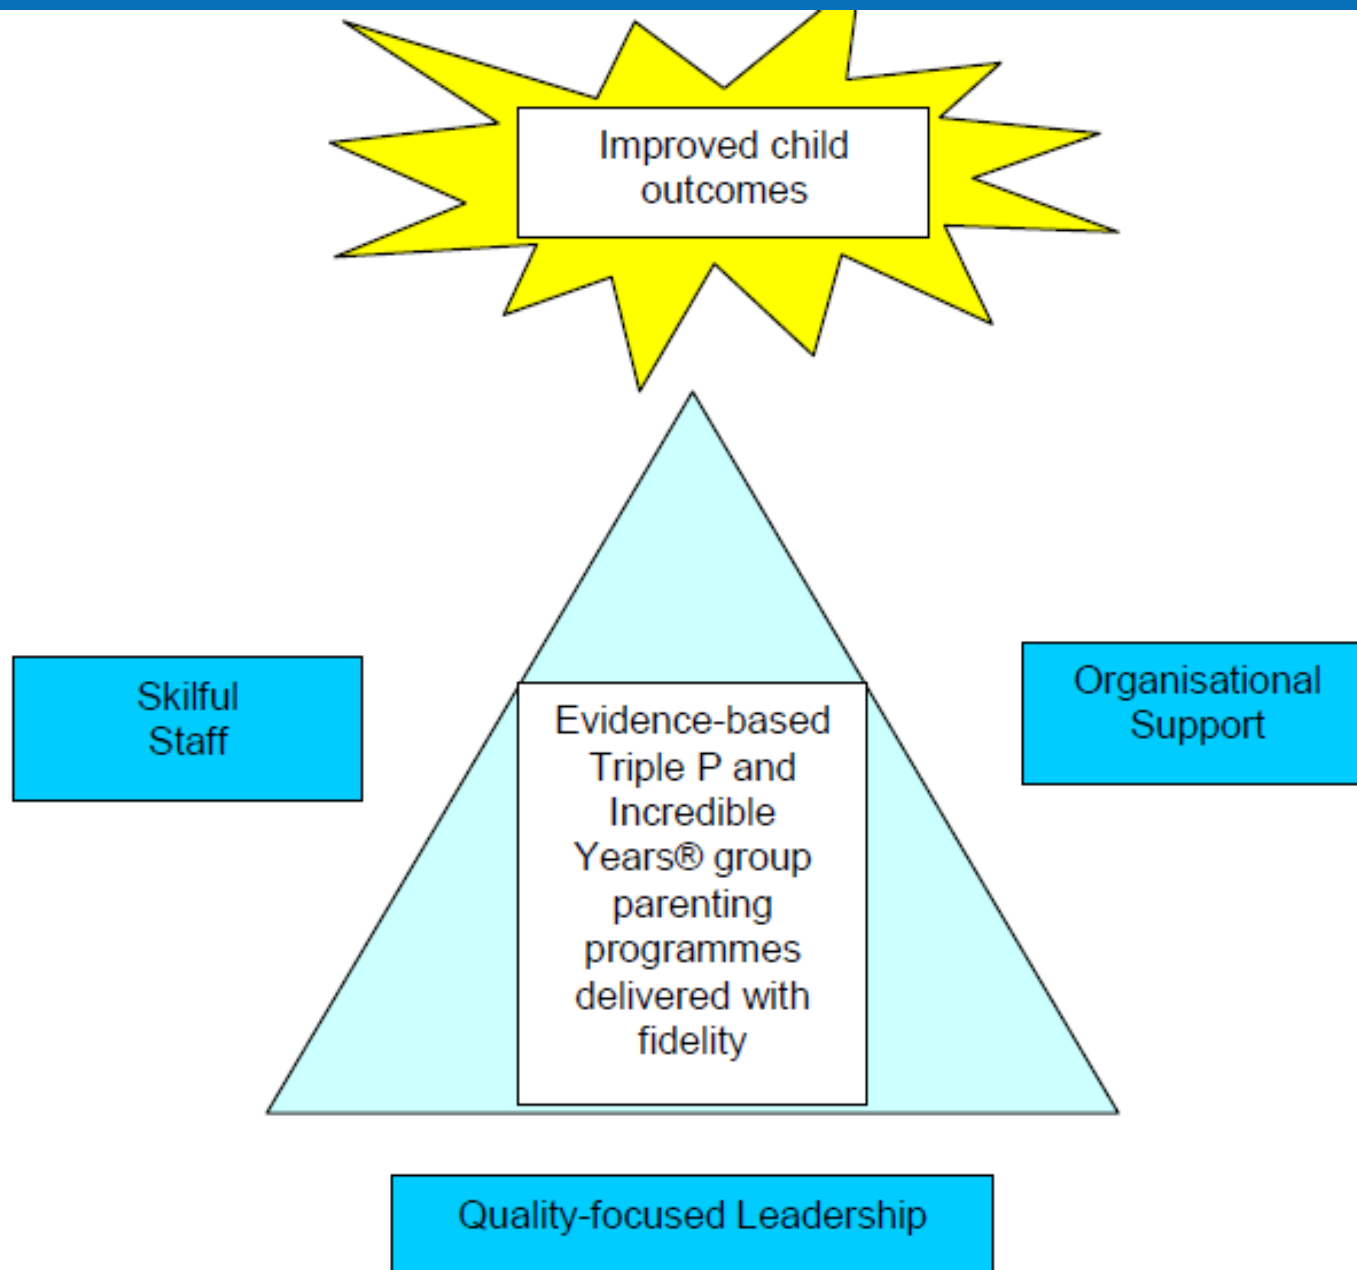 Improved child
outcomes
Skilful
Staff
Organisational
Support
Evidence-based
Triple P and
Incredible
Years® group
parenting
programmes
delivered with
fidelity
Quality-focused Leadership